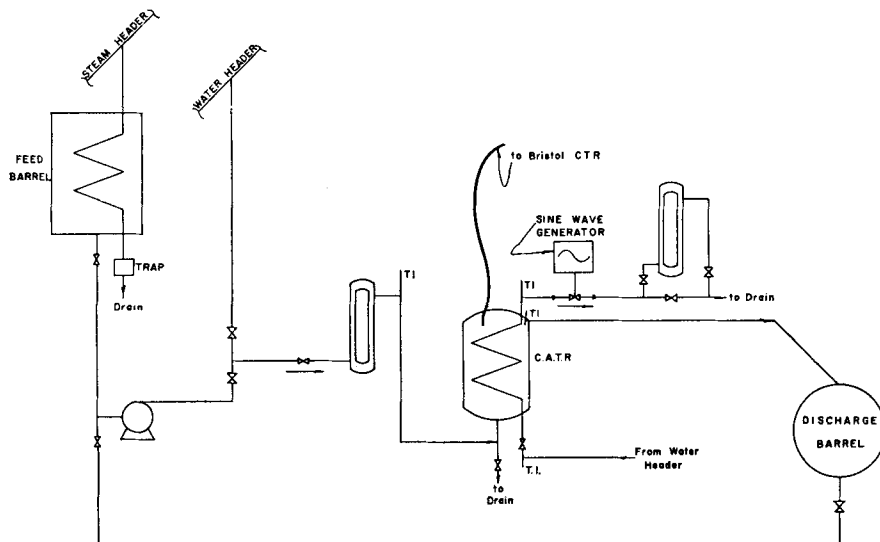 STEAM HEADER
WATER HEADER
FEED
BARREL
TRAP
Drain
TI
to Bristol CTR
SINE WAVE
GENERATOR
TI
TI
to Drain
C.A.T.R
From Water
Header
T.I.
to
Drain
DISCHARGE
BARREL